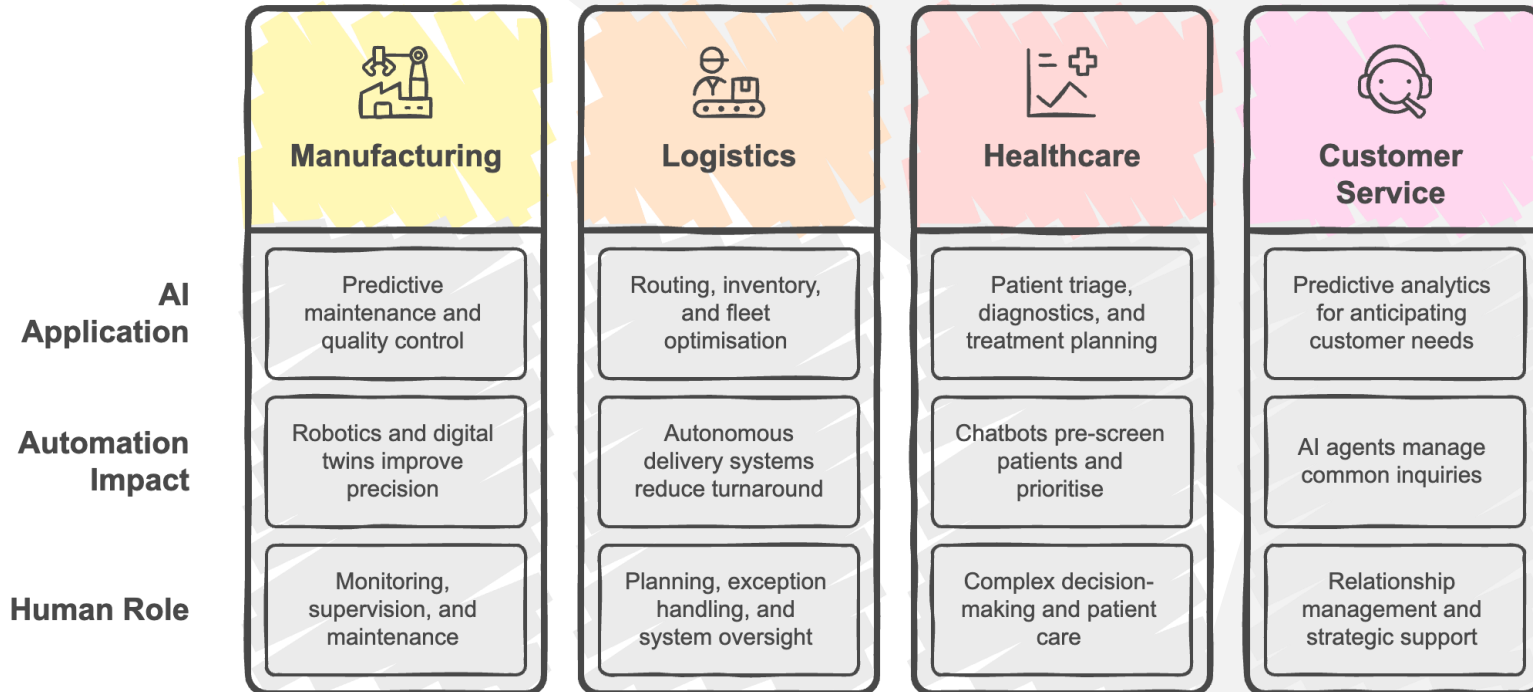 Manufacturing
Logistics
Healthcare
Customer
Service
AI
Application
Predictive
maintenance and
quality control
Routing, inventory,
and fleet
optimisation
Patient triage,
diagnostics, and
treatment planning
Predictive analytics
for anticipating
customer needs
Automation
Impact
Robotics and digital
twins improve
precision
Autonomous
delivery systems
reduce turnaround
Chatbots pre-screen
patients and
prioritise
AI agents manage
common inquiries
Human Role
Monitoring,
supervision, and
maintenance
Planning, exception
handling, and
system oversight
Complex decision-
making and patient
care
Relationship
management and
strategic support